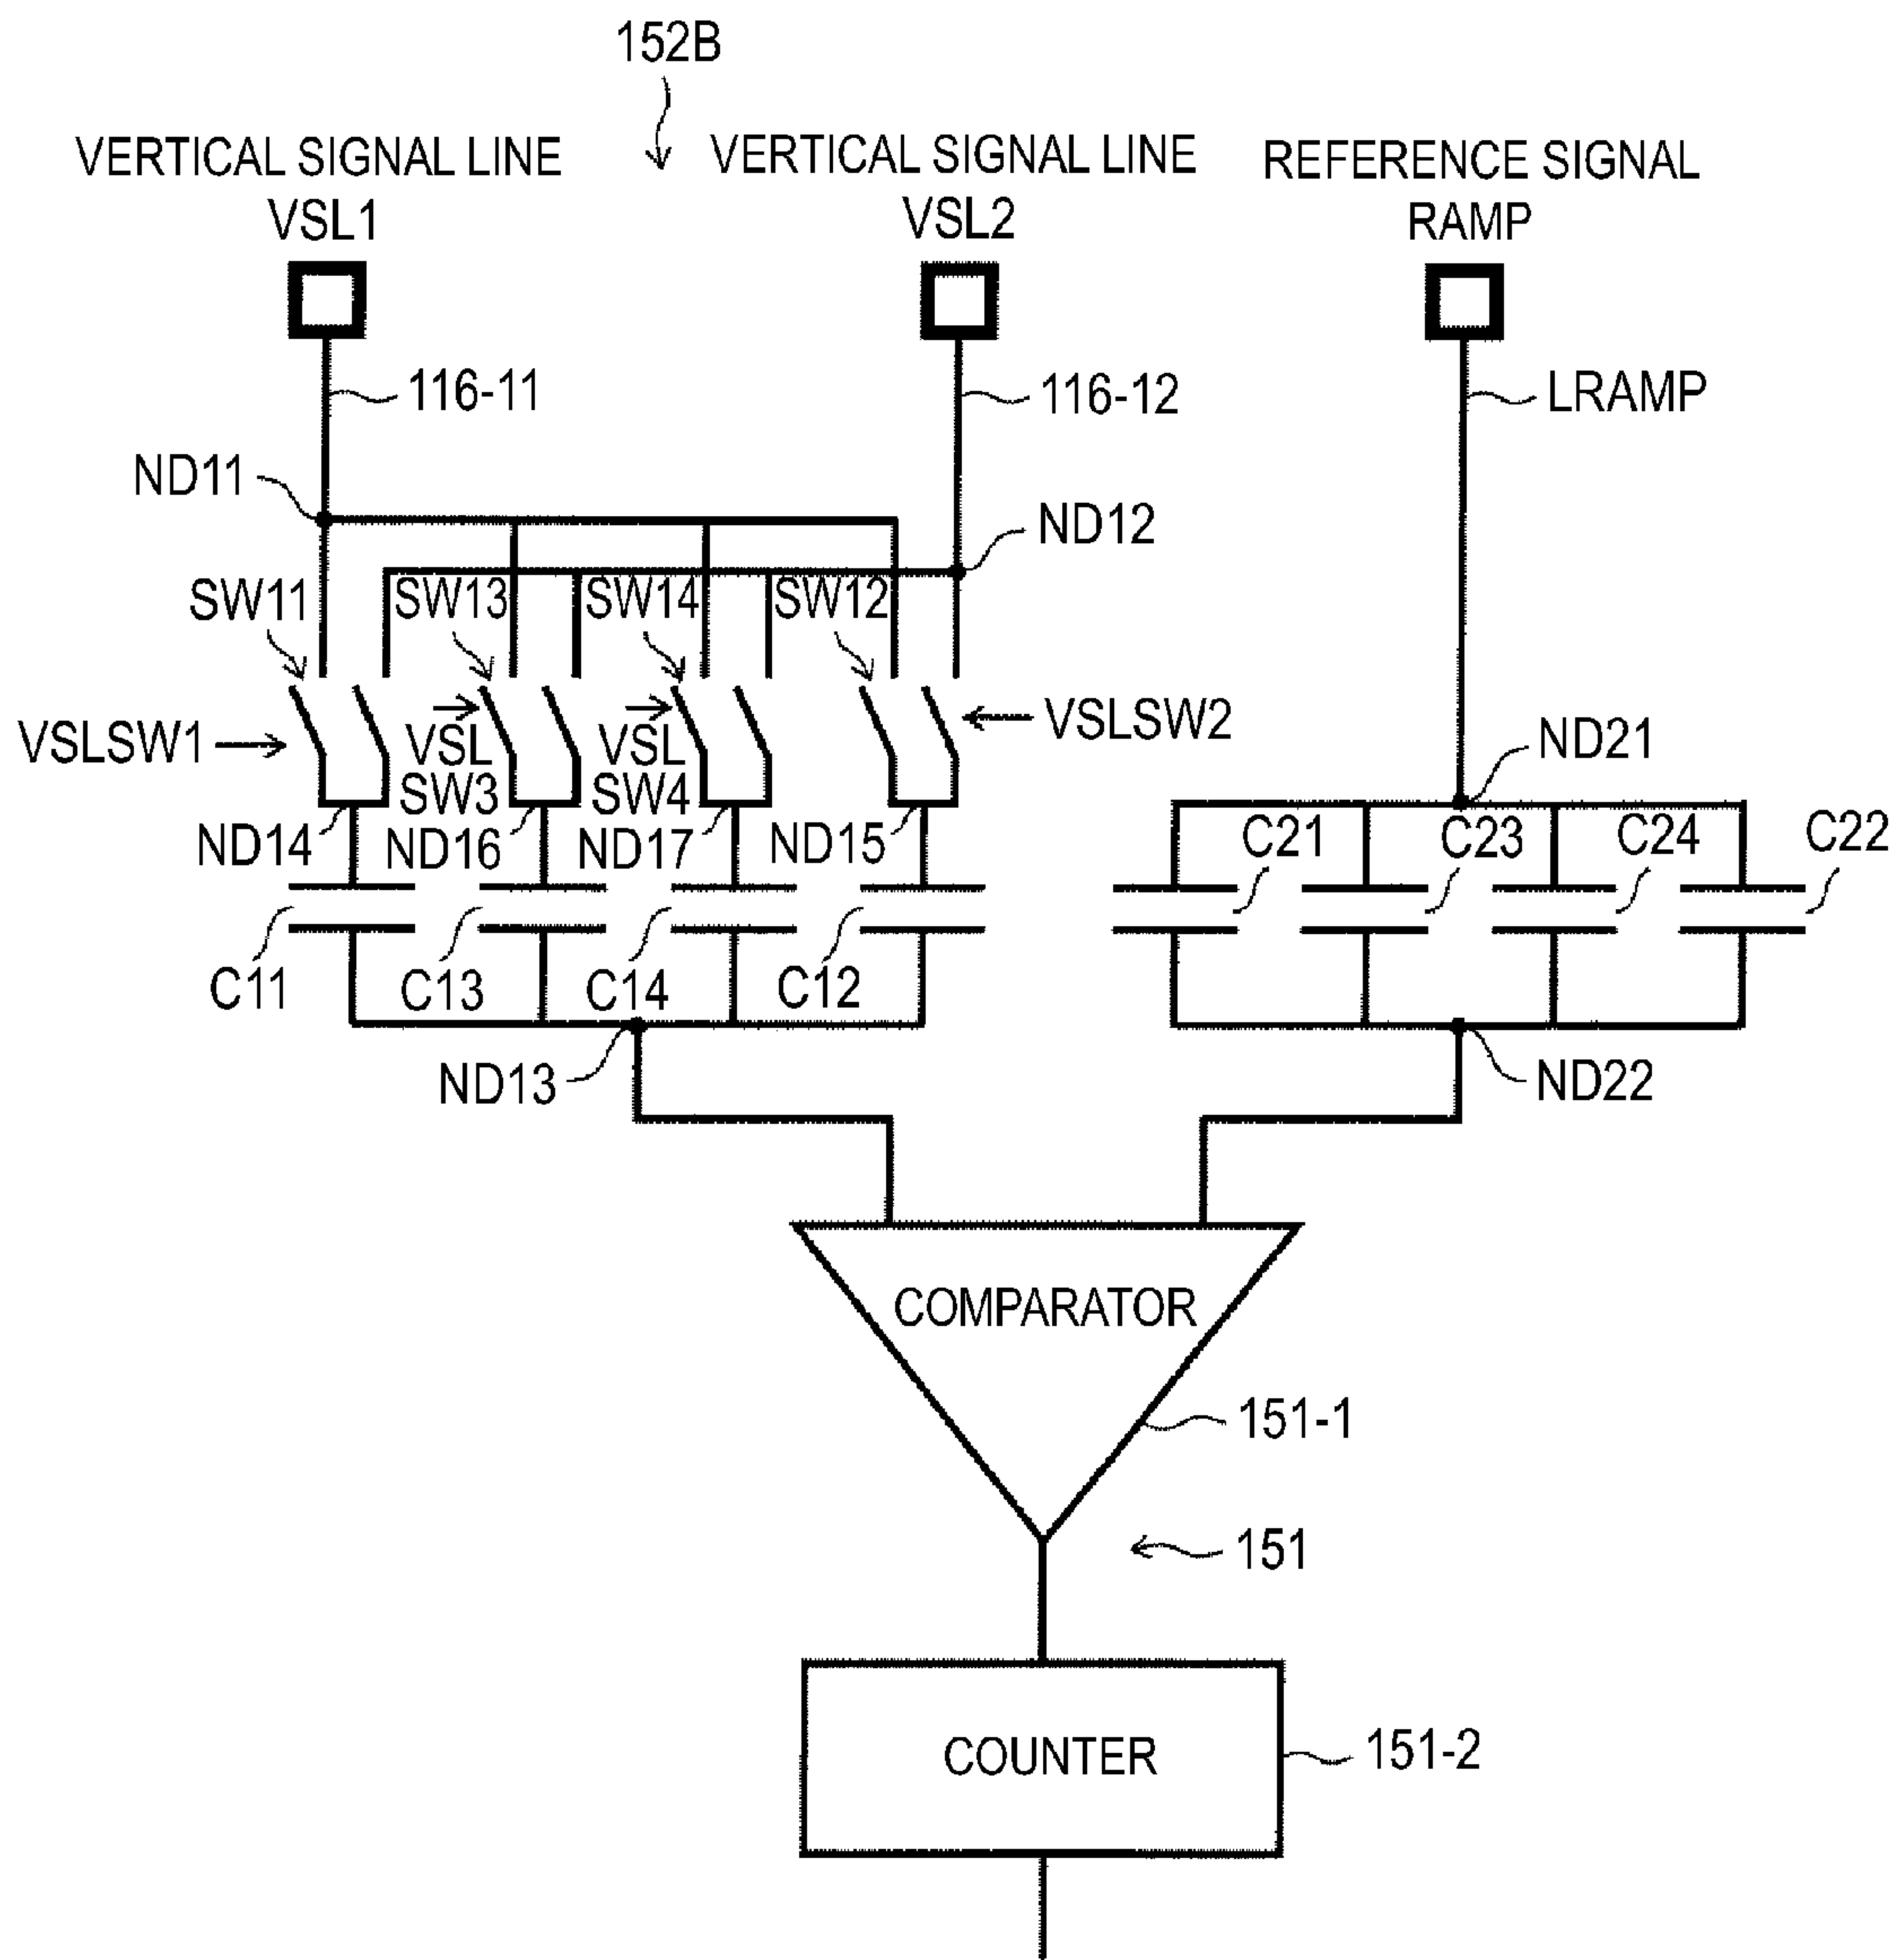 152B
VERTICAL SIGNAL LINE
VSL1
VERTICAL SIGNAL LINE
VSL2
REFERENCE SIGNAL
RAMP
116-11
116-12
LRAMP
ND11
ND12
SW11
SW13
SW14
SW12
VSLSW1
VSL
SW3
VSL
SW4
VSLSW2
ND21
ND14
ND16
ND17
ND15
C21
C23
C24
C22
C11
C13
C14
C12
ND13
ND22
COMPARATOR
151-1
151
COUNTER
151-2